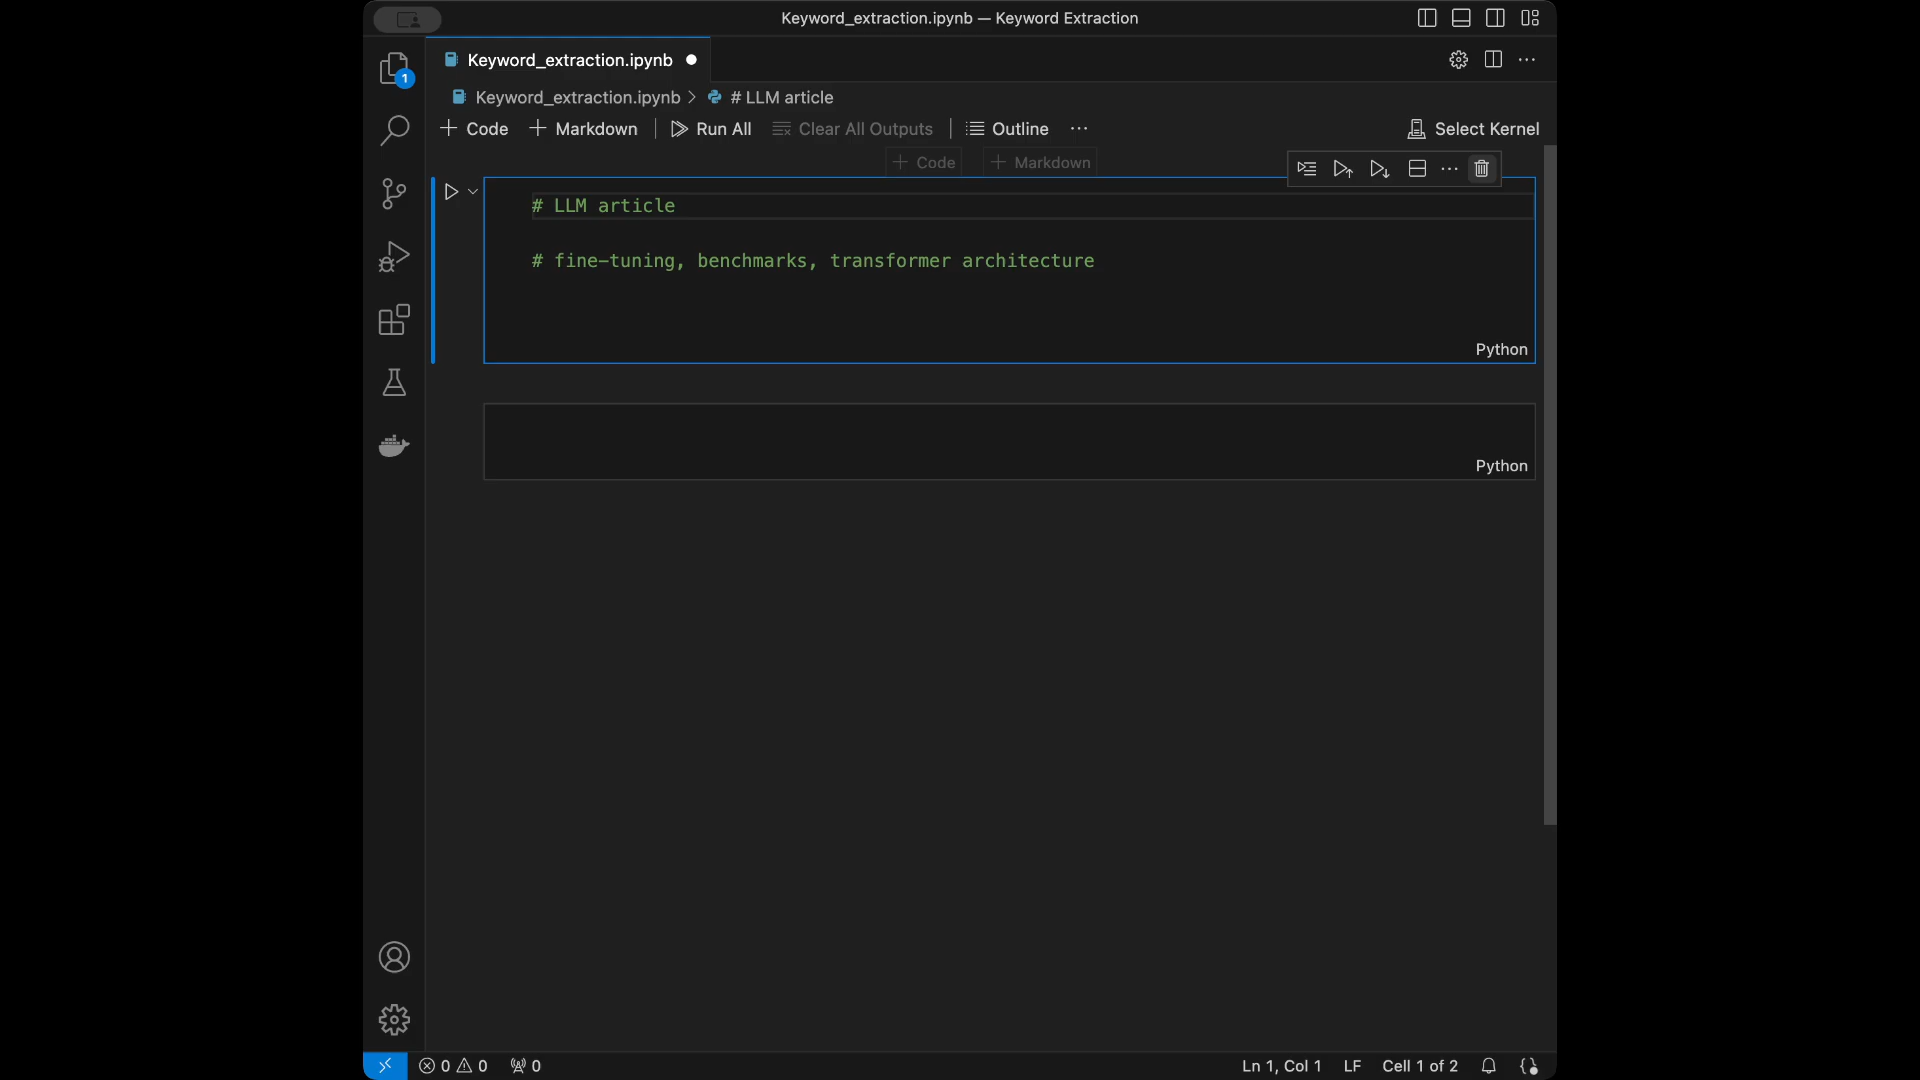 Keyword_extraction.ipynb — Keyword Extraction
Keyword_extraction.ipynb
1
Keyword_extraction.ipynb > # LLM article
+ Code + Markdown Run All Clear All Outputs Outline ... Select Kernel
+ Code + Markdown
# LLM article
# fine-tuning, benchmarks, transformer architecture
Python
Python
0 0 0 Ln 1, Col 1 LF Cell 1 of 2